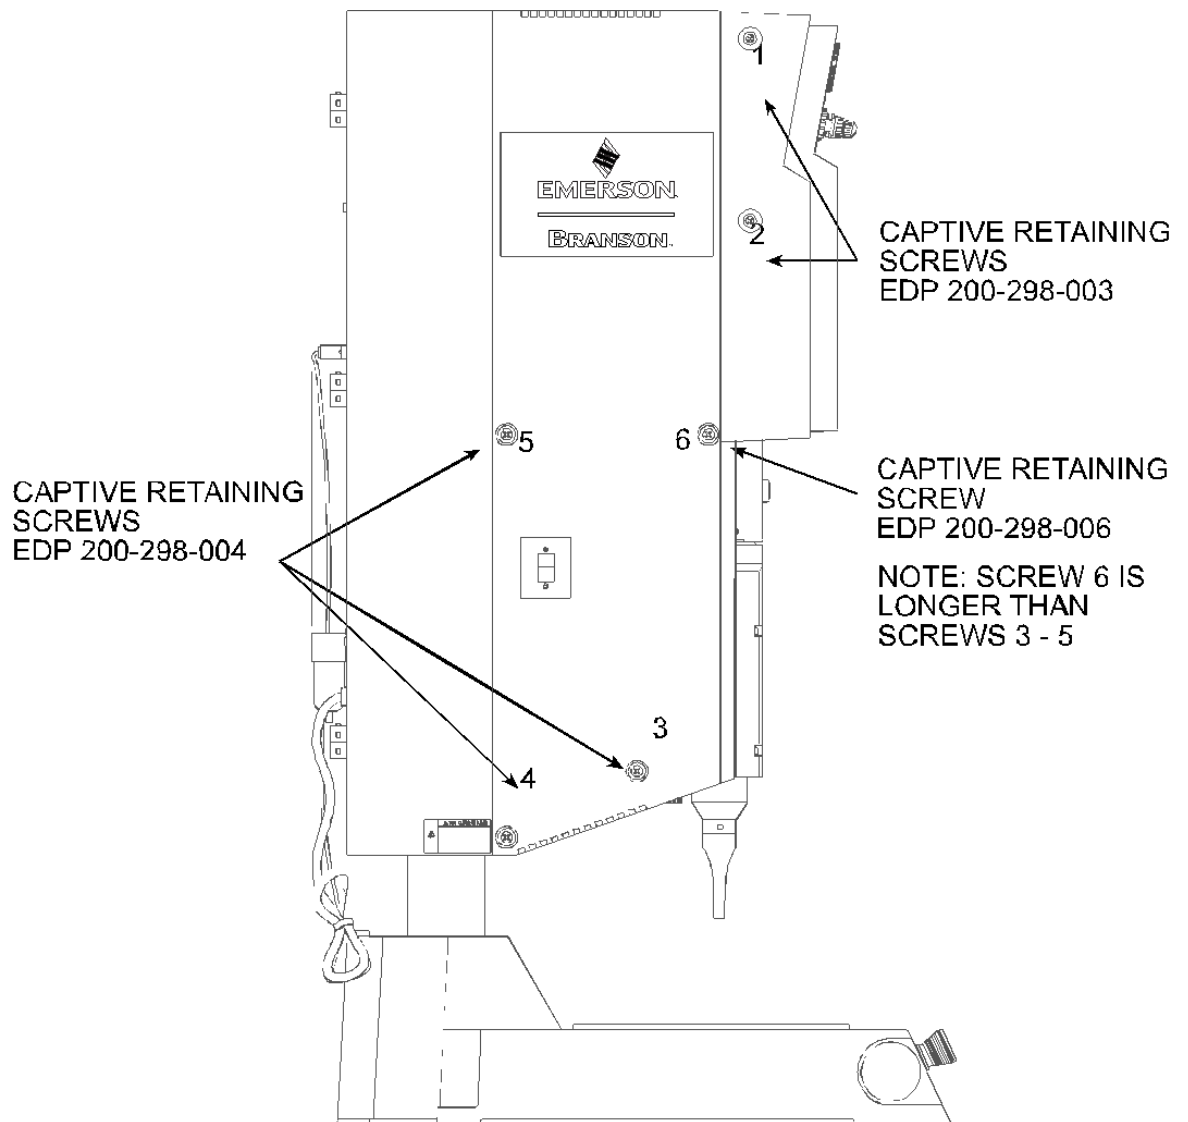 1
EMERSON
BRANSON
2
CAPTIVE RETAINING
SCREWS
EDP 200-298-003
5
6
CAPTIVE RETAINING
SCREWS
EDP 200-298-004
CAPTIVE RETAINING
SCREW
EDP 200-298-006
NOTE: SCREW 6 IS
LONGER THAN
SCREWS 3 - 5
3
4